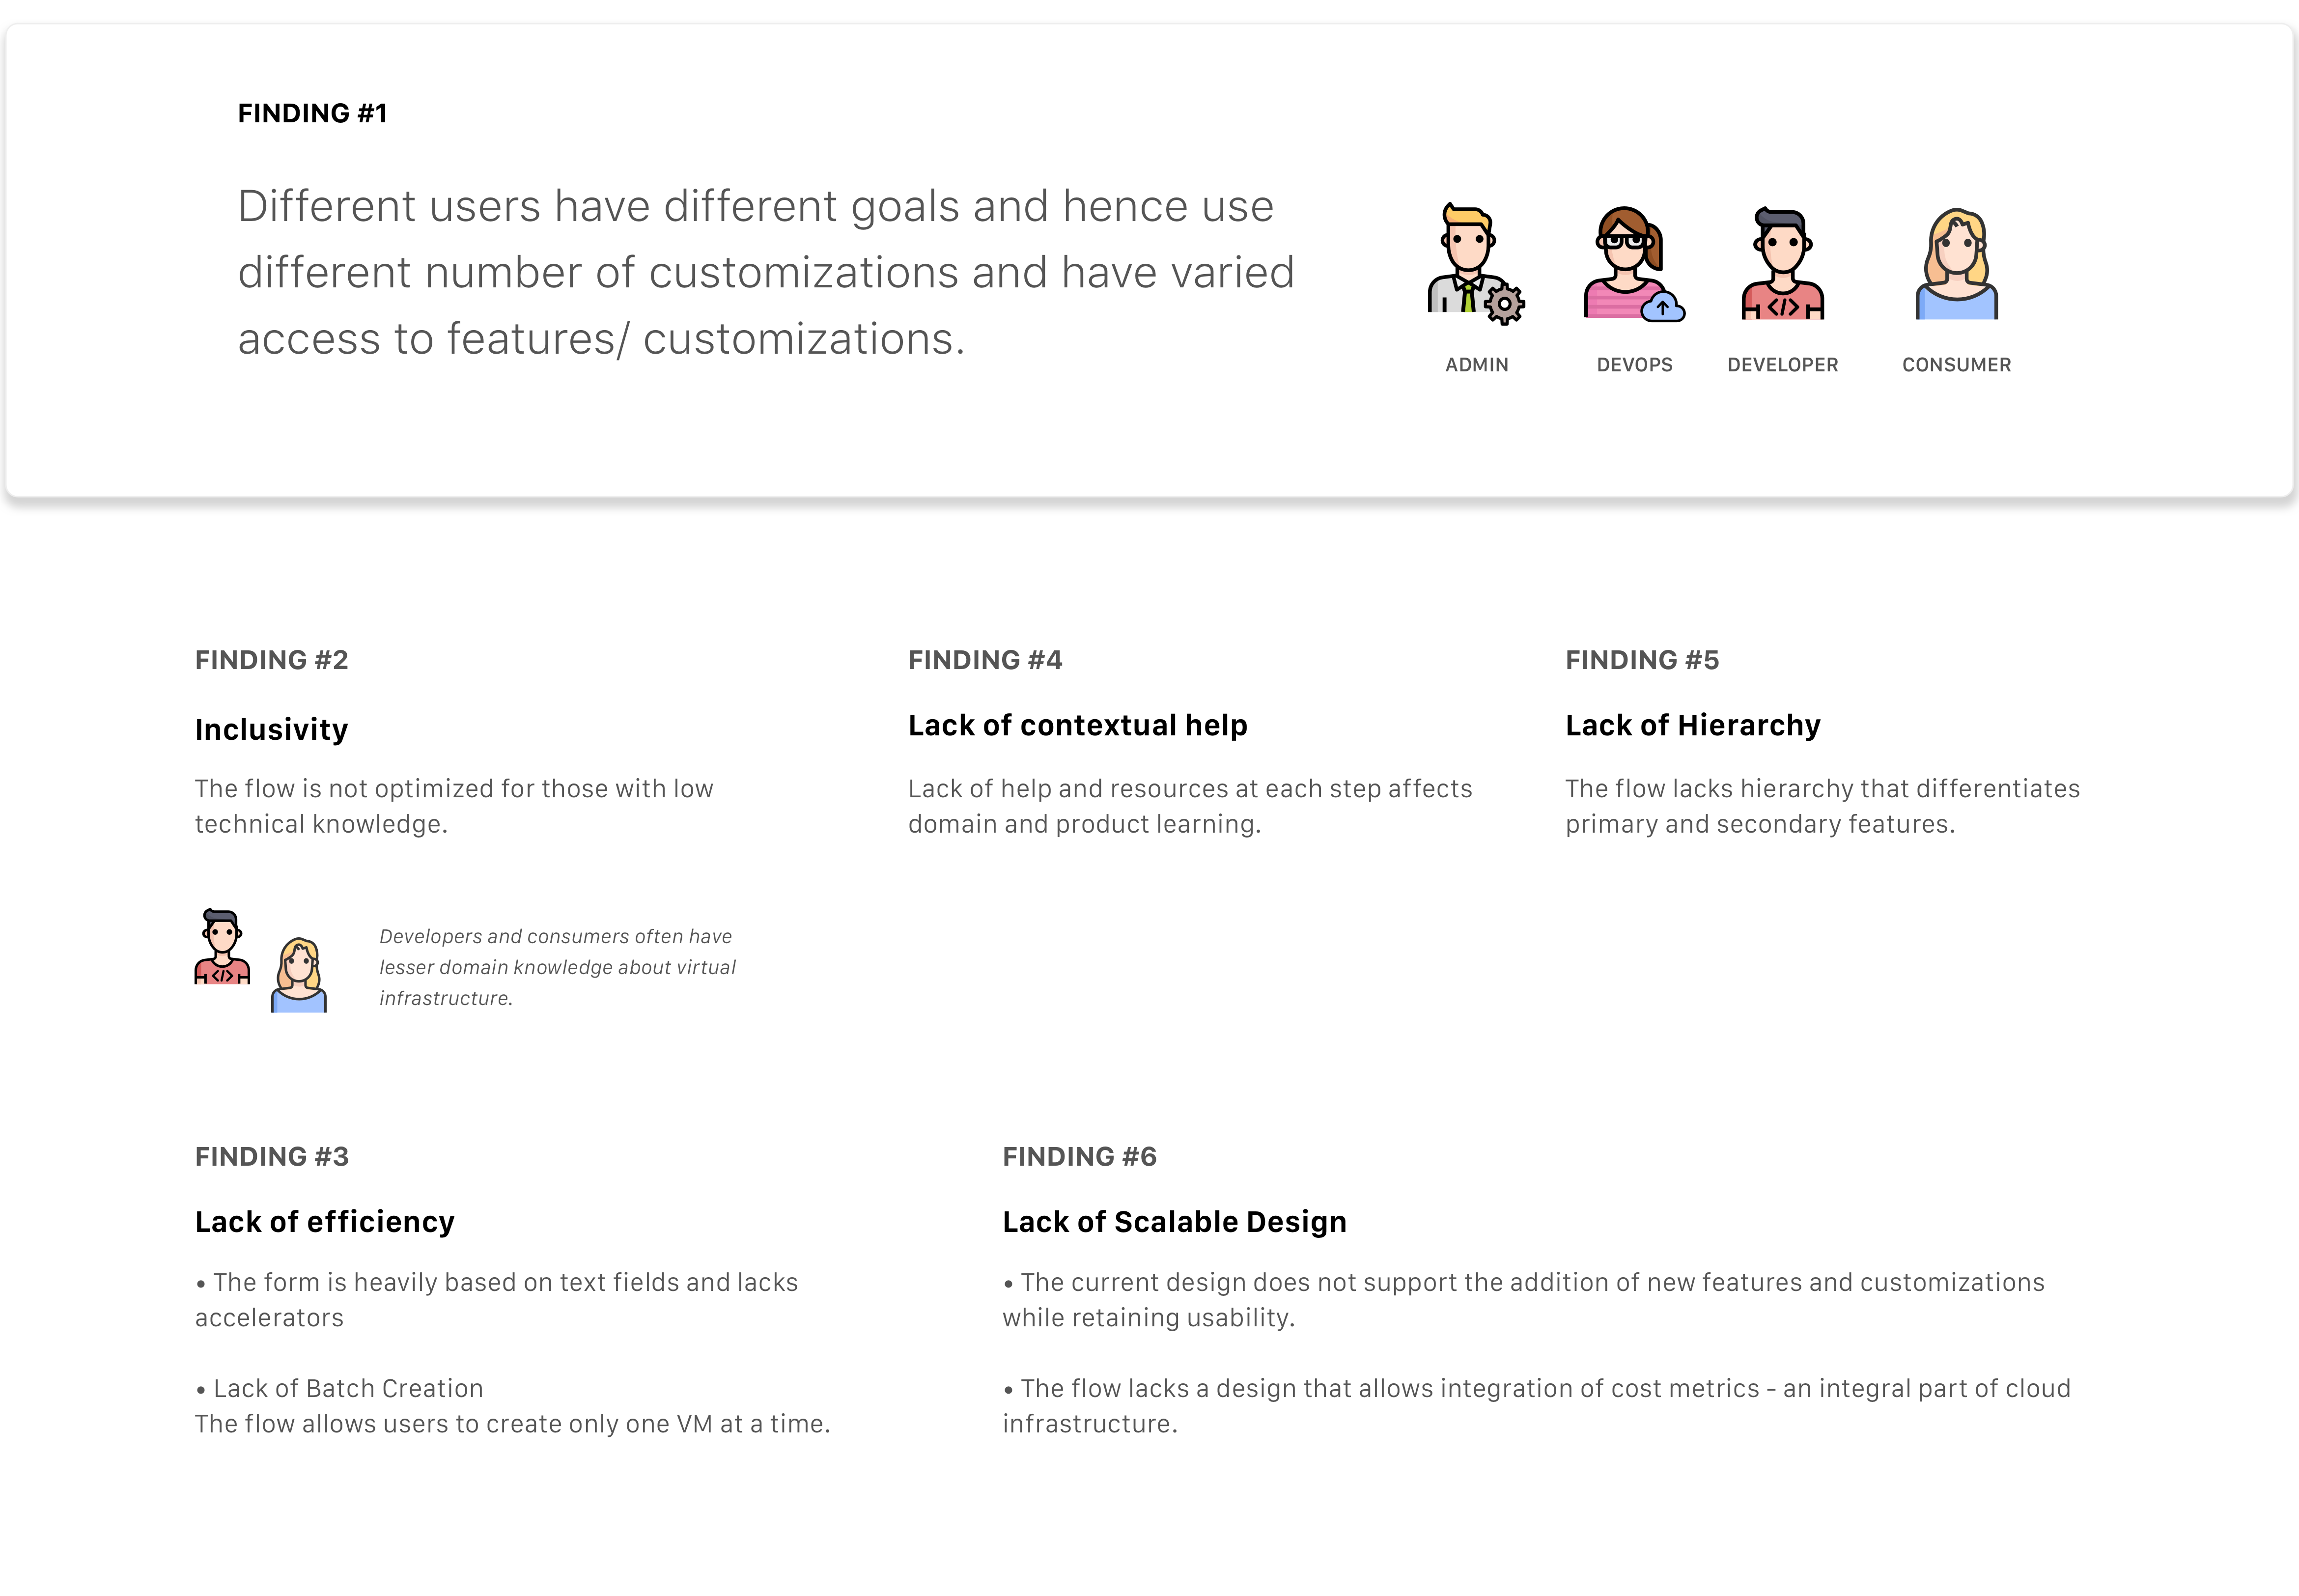 FINDING #1
Different users have different goals and hence use
different number of customizations and have varied
access to features/ customizations.
ADMIN
DEVOPS
DEVELOPER
CONSUMER
</>
FINDING #2
Inclusivity
The flow is not optimized for those with low
technical knowledge.
</>
Developers and consumers often have
lesser domain knowledge about virtual
infrastructure.
FINDING #4
Lack of contextual help
Lack of help and resources at each step affects
domain and product learning.
FINDING #5
Lack of Hierarchy
The flow lacks hierarchy that differentiates
primary and secondary features.
FINDING #3
Lack of efficiency
• The form is heavily based on text fields and lacks
accelerators
• Lack of Batch Creation
The flow allows users to create only one VM at a time.
FINDING #6
Lack of Scalable Design
• The current design does not support the addition of new features and customizations
while retaining usability.
• The flow lacks a design that allows integration of cost metrics - an integral part of cloud
infrastructure.